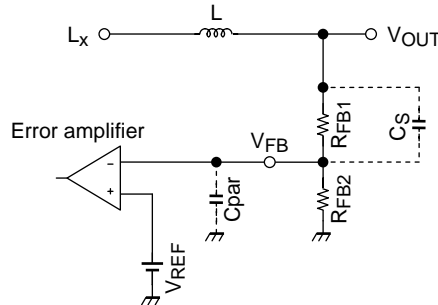 L
Lx
VOUT
Error amplifier
VFB
RFB1
CS
-
+
Cpar
RFB2
VREF